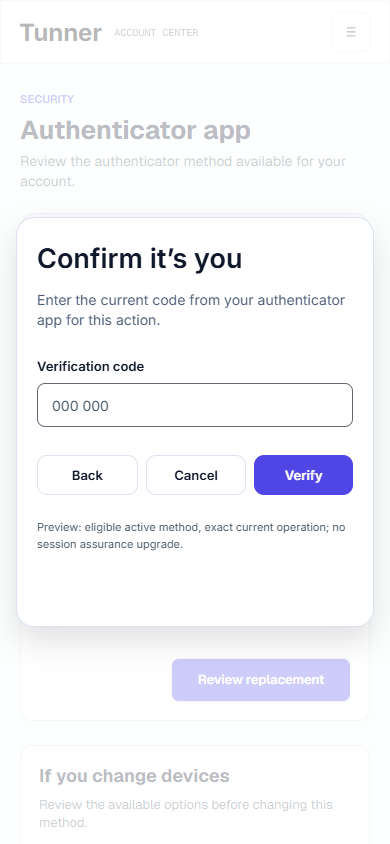 Tunner ACCOUNT CENTER
SECURITY
Authenticator app
Review the authenticator method available for your
account.
Confirm it’s you
Enter the current code from your authenticator
app for this action.
Verification code
000 000
Back Cancel Verify
Preview: eligible active method, exact current operation; no
session assurance upgrade.
Review replacement
If you change devices
Review the available options before changing this
method.